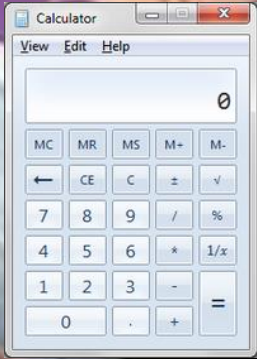 Calculator
View Edit Help
0
MC MR MS M+ M-
← CE C ± √
7 8 9 / %
4 5 6 * 1/x
1 2 3 - =
0 . +